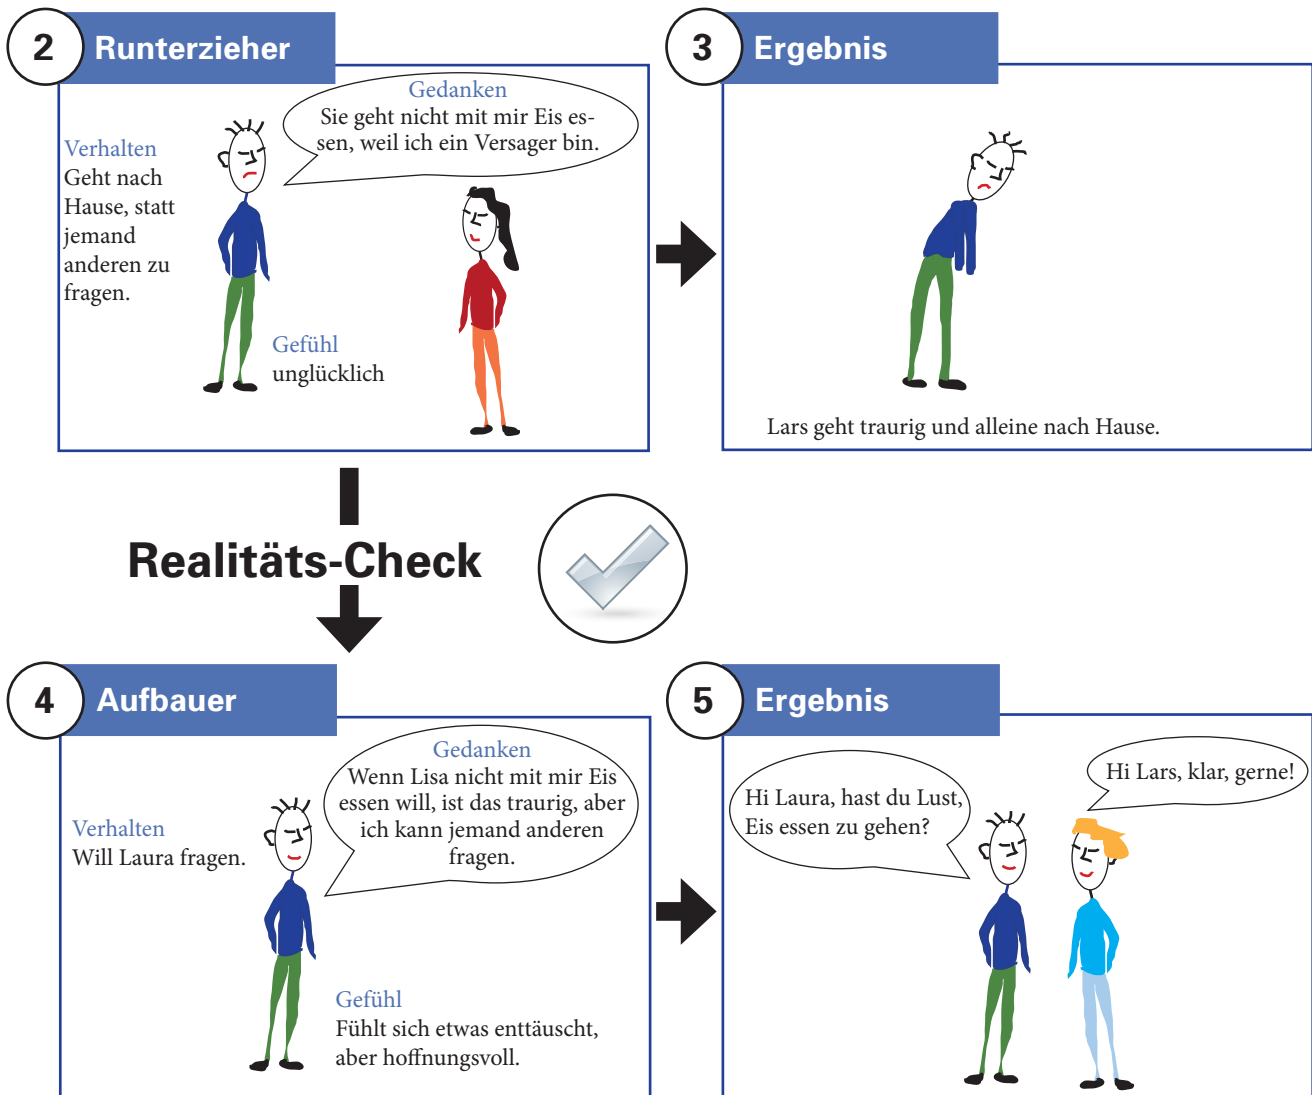 2 Runterzieher
Gedanken
Sie geht nicht mit mir Eis es-
sen, weil ich ein Versager bin.
Verhalten
Geht nach
Hause, statt
jemand
anderen zu
fragen.
Gefühl
unglücklich
3 Ergebnis
Lars geht traurig und alleine nach Hause.
Realitäts-Check
4 Aufbauer
Gedanken
Wenn Lisa nicht mit mir Eis
essen will, ist das traurig, aber
ich kann jemand anderen
fragen.
Verhalten
Will Laura fragen.
Gefühl
Fühlt sich etwas enttäuscht,
aber hoffnungsvoll.
5 Ergebnis
Hi Laura, hast du Lust,
Eis essen zu gehen?
Hi Lars, klar, gerne!